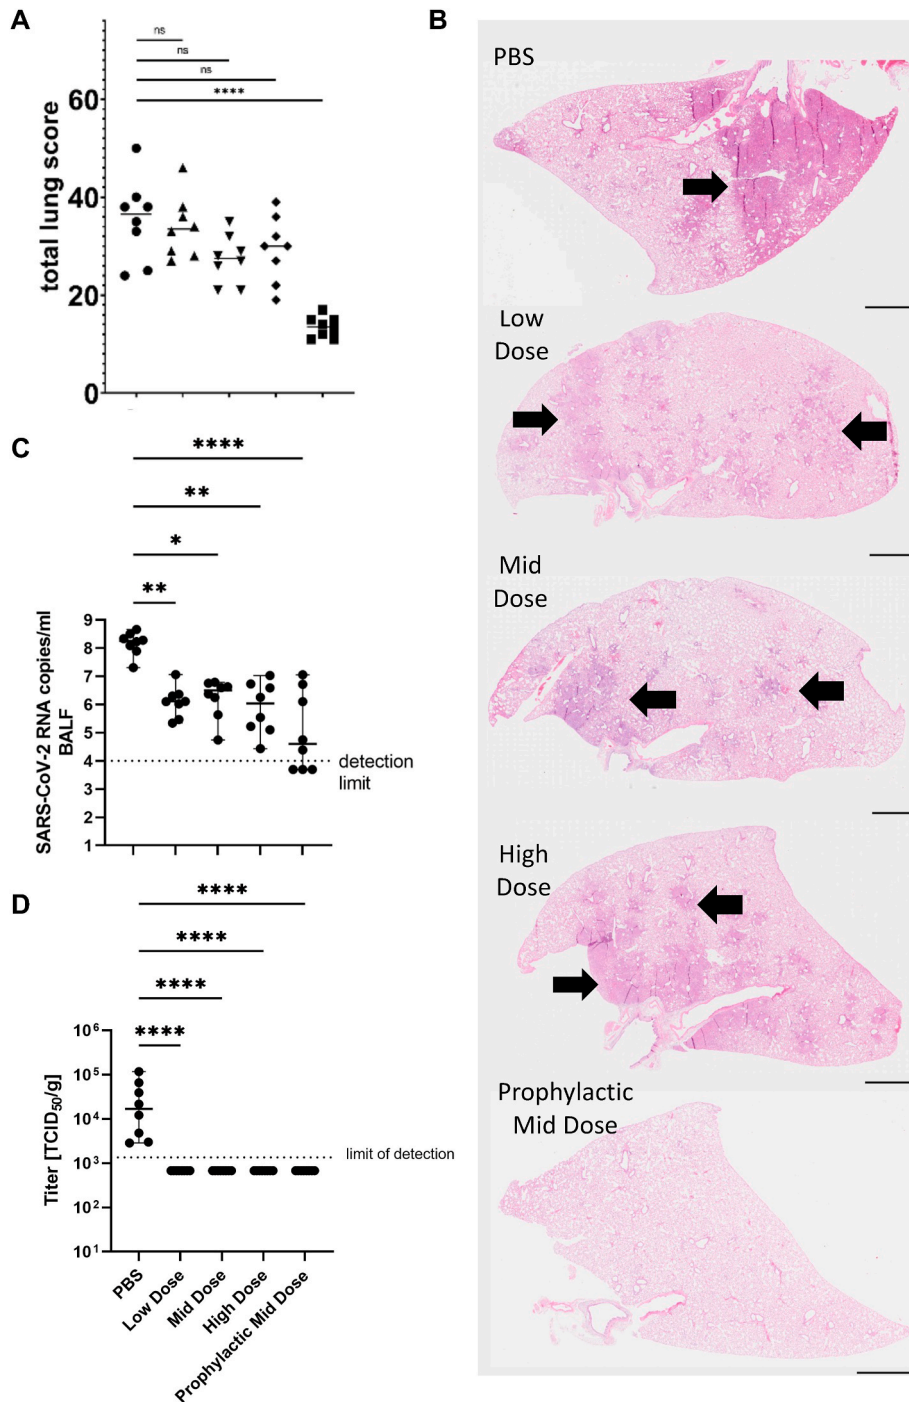 A
ns
ns
ns
****
total lung score
60
40
20
0
B
PBS
Low
Dose
Mid
Dose
High
Dose
Prophylactic
Mid Dose
C
****
**
*
**
SARS-CoV-2 RNA copies/ml
BALF
9
8
7
6
5
4
3
2
1
detection
limit
D
****
****
****
****
Titer [TCID₅₀/g]
10⁶
10⁵
10⁴
10³
10²
10¹
limit of detection
PBS
Low Dose
Mid Dose
High Dose
Prophylactic Mid Dose